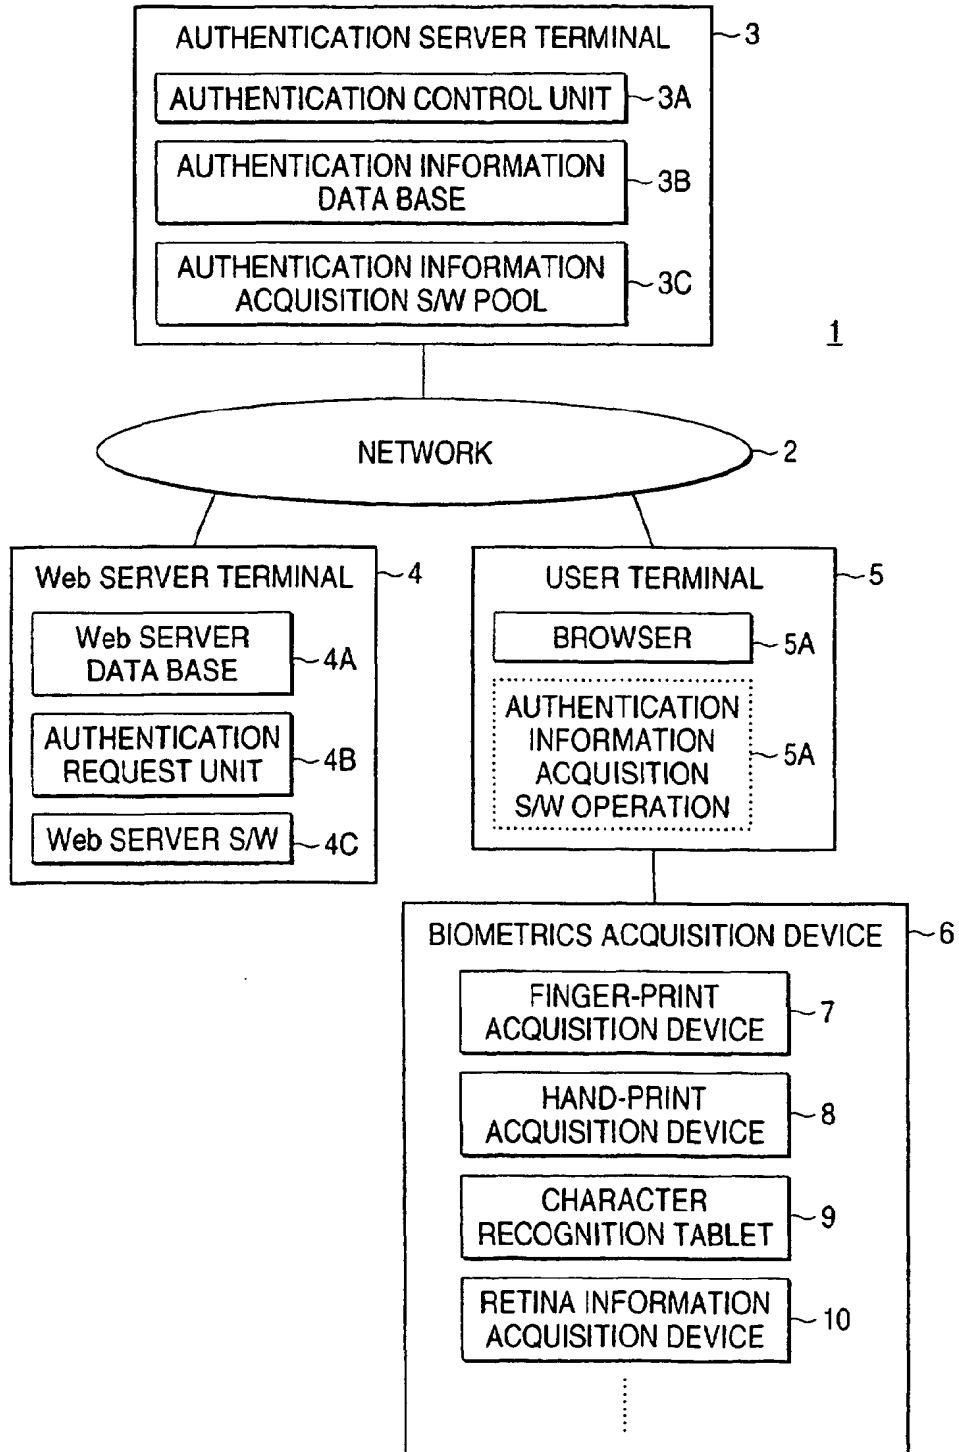 AUTHENTICATION SERVER TERMINAL
3
AUTHENTICATION CONTROL UNIT
3A
AUTHENTICATION INFORMATION
DATA BASE
3B
AUTHENTICATION INFORMATION
ACQUISITION S/W POOL
3C
1
NETWORK
2
Web SERVER TERMINAL
4
Web SERVER
DATA BASE
4A
AUTHENTICATION
REQUEST UNIT
4B
Web SERVER S/W
4C
USER TERMINAL
5
BROWSER
5A
AUTHENTICATION
INFORMATION
ACQUISITION
S/W OPERATION
5A
BIOMETRICS ACQUISITION DEVICE
6
FINGER-PRINT
ACQUISITION DEVICE
7
HAND-PRINT
ACQUISITION DEVICE
8
CHARACTER
RECOGNITION TABLET
9
RETINA INFORMATION
ACQUISITION DEVICE
10